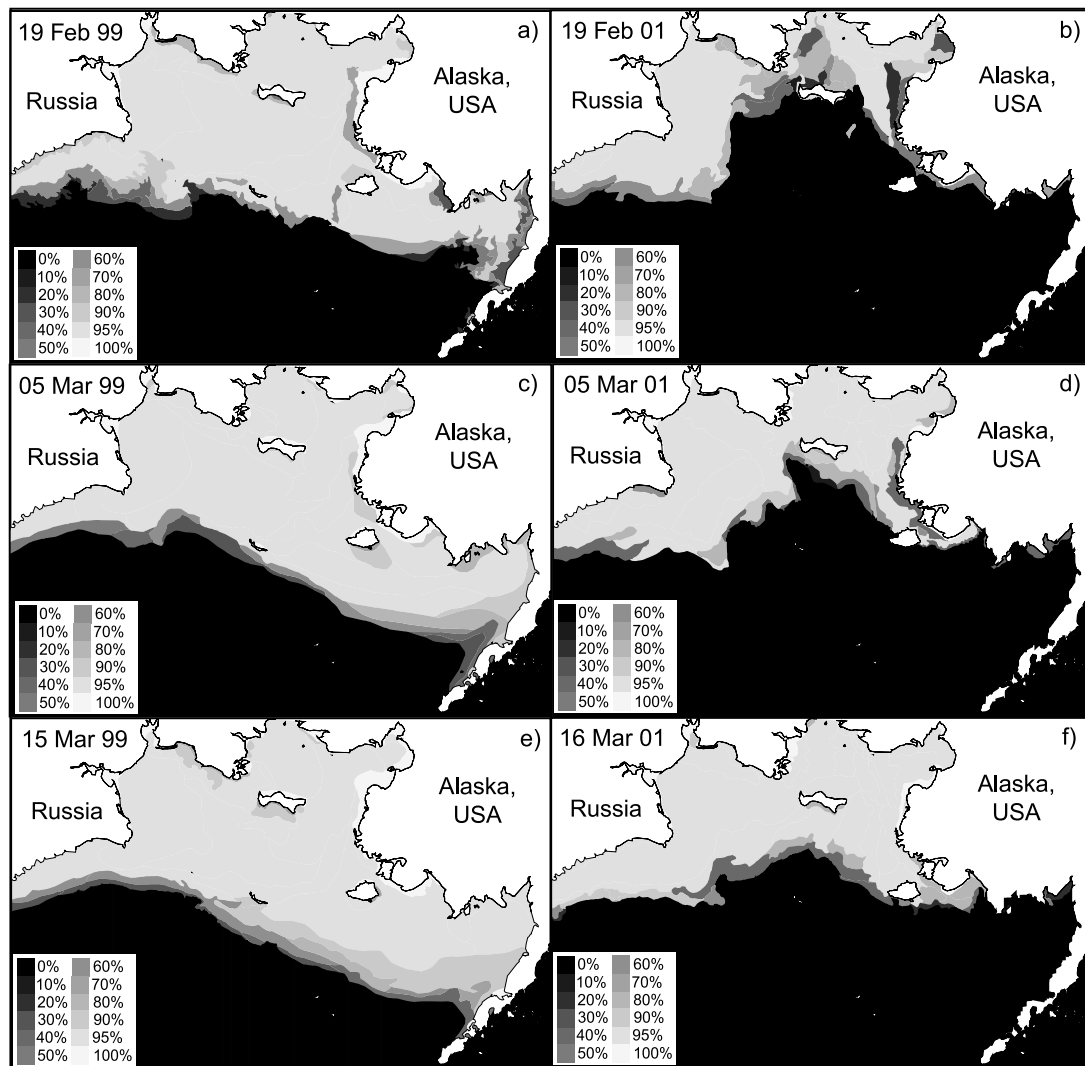 19 Feb 99
a)
Russia
Alaska,
USA
0% 60%
10% 70%
20% 80%
30% 90%
40% 95%
50% 100%
19 Feb 01
b)
Russia
Alaska,
USA
0% 60%
10% 70%
20% 80%
30% 90%
40% 95%
50% 100%
05 Mar 99
c)
Russia
Alaska,
USA
0% 60%
10% 70%
20% 80%
30% 90%
40% 95%
50% 100%
05 Mar 01
d)
Russia
Alaska,
USA
0% 60%
10% 70%
20% 80%
30% 90%
40% 95%
50% 100%
15 Mar 99
e)
Russia
Alaska,
USA
0% 60%
10% 70%
20% 80%
30% 90%
40% 95%
50% 100%
16 Mar 01
f)
Russia
Alaska,
USA
0% 60%
10% 70%
20% 80%
30% 90%
40% 95%
50% 100%